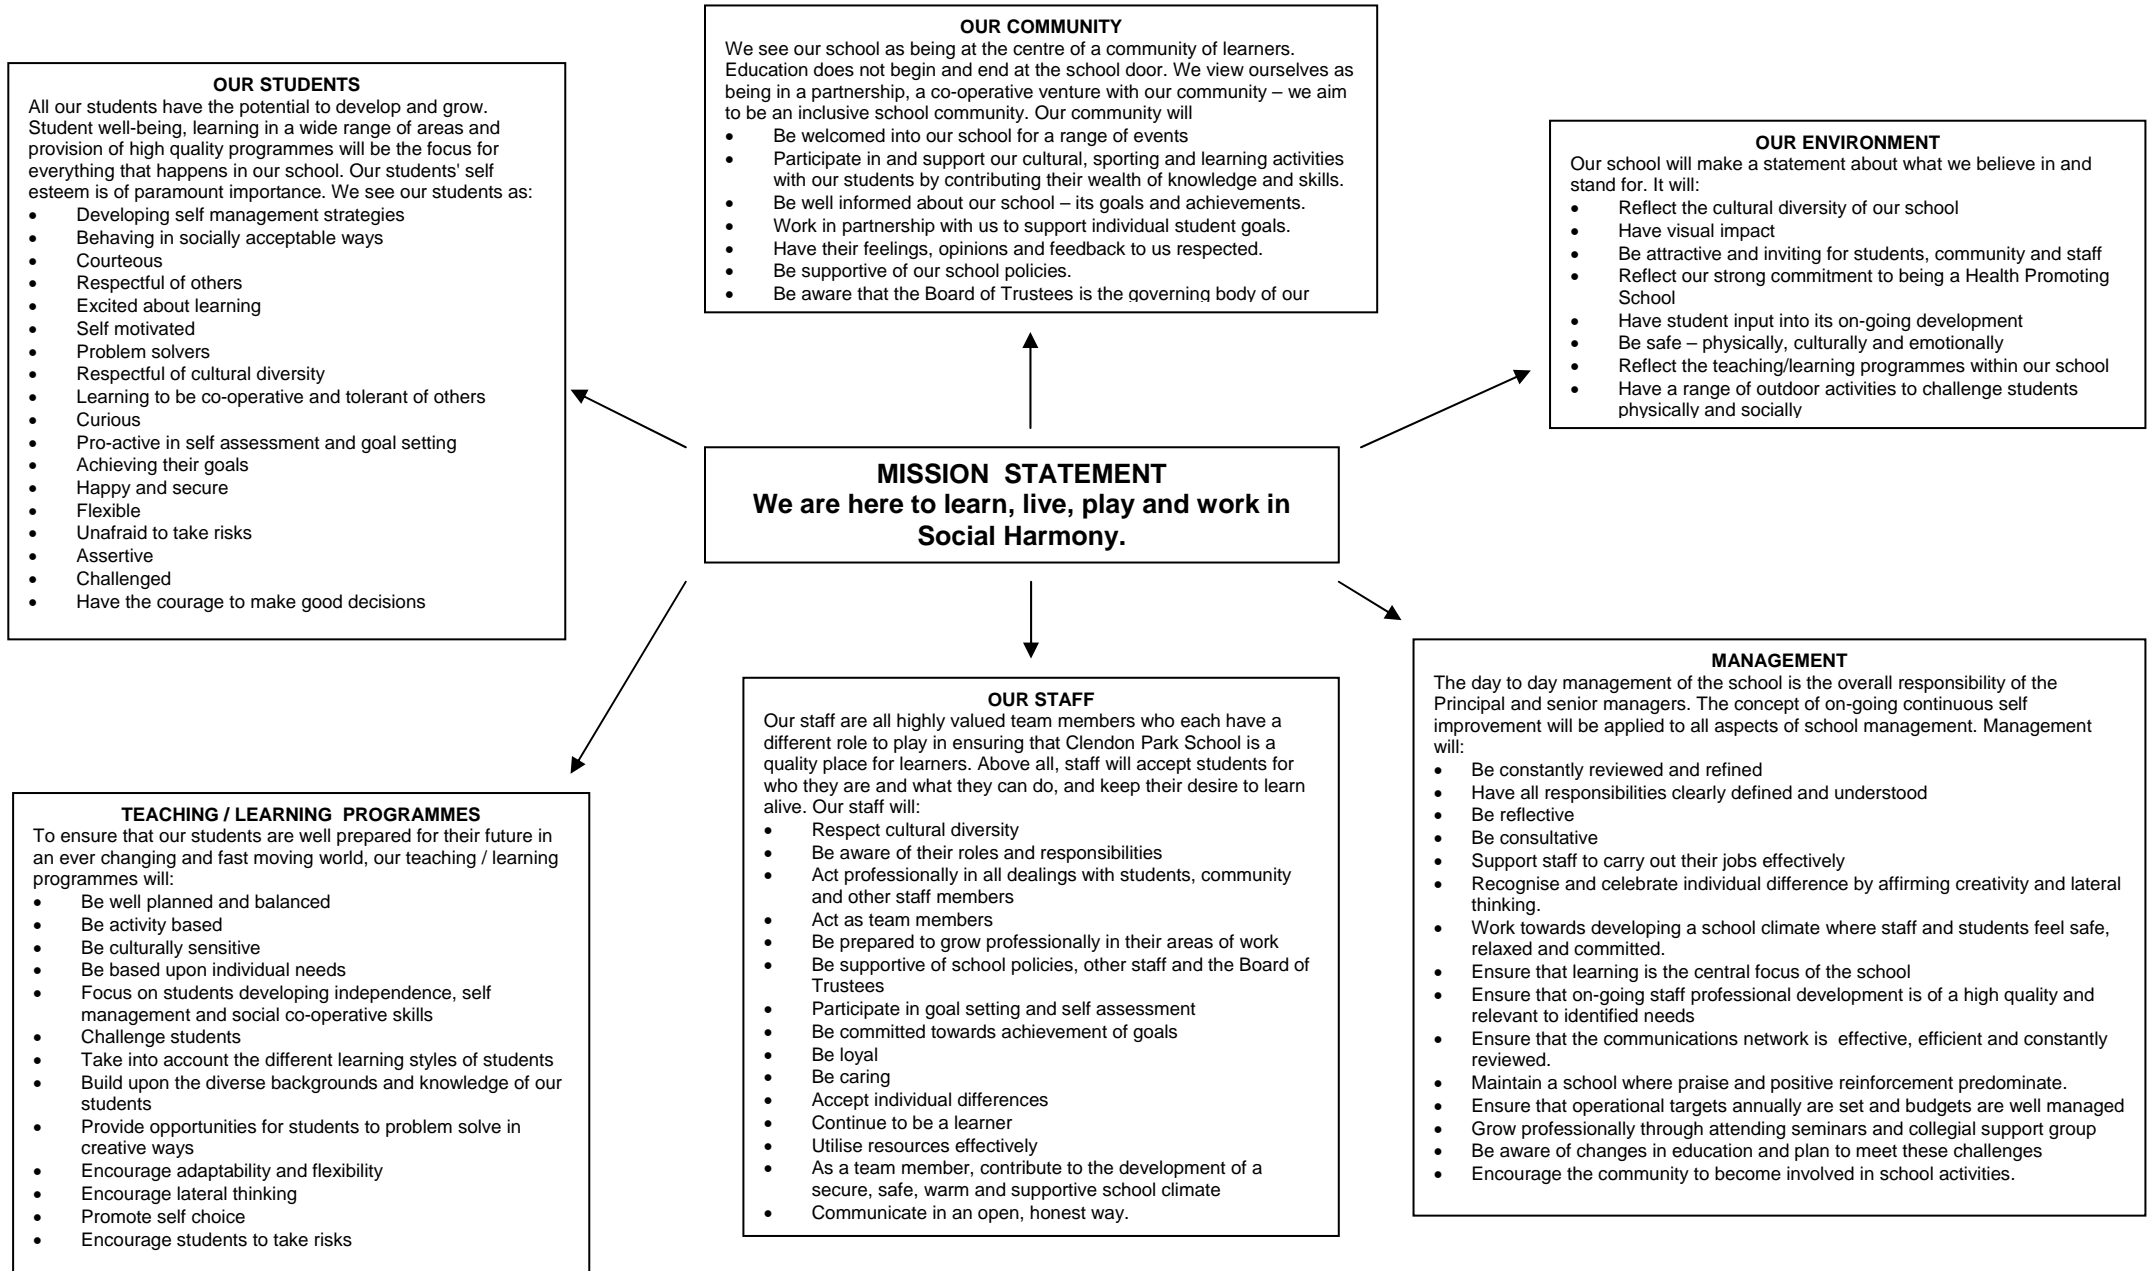 OUR COMMUNITY
We see our school as being at the centre of a community of learners.
Education does not begin and end at the school door. We view ourselves as
being in a partnership, a co-operative venture with our community – we aim
to be an inclusive school community. Our community will
• Be welcomed into our school for a range of events
• Participate in and support our cultural, sporting and learning activities
with our students by contributing their wealth of knowledge and skills.
• Be well informed about our school – its goals and achievements.
• Work in partnership with us to support individual student goals.
• Have their feelings, opinions and feedback to us respected.
• Be supportive of our school policies.
• Be aware that the Board of Trustees is the governing body of our
OUR STUDENTS
All our students have the potential to develop and grow.
Student well-being, learning in a wide range of areas and
provision of high quality programmes will be the focus for
everything that happens in our school. Our students' self
esteem is of paramount importance. We see our students as:
• Developing self management strategies
• Behaving in socially acceptable ways
• Courteous
• Respectful of others
• Excited about learning
• Self motivated
• Problem solvers
• Respectful of cultural diversity
• Learning to be co-operative and tolerant of others
• Curious
• Pro-active in self assessment and goal setting
• Achieving their goals
• Happy and secure
• Flexible
• Unafraid to take risks
• Assertive
• Challenged
• Have the courage to make good decisions
OUR ENVIRONMENT
Our school will make a statement about what we believe in and
stand for. It will:
• Reflect the cultural diversity of our school
• Have visual impact
• Be attractive and inviting for students, community and staff
• Reflect our strong commitment to being a Health Promoting
School
• Have student input into its on-going development
• Be safe – physically, culturally and emotionally
• Reflect the teaching/learning programmes within our school
• Have a range of outdoor activities to challenge students
physically and socially
MISSION STATEMENT
We are here to learn, live, play and work in
Social Harmony.
TEACHING / LEARNING PROGRAMMES
To ensure that our students are well prepared for their future in
an ever changing and fast moving world, our teaching / learning
programmes will:
• Be well planned and balanced
• Be activity based
• Be culturally sensitive
• Be based upon individual needs
• Focus on students developing independence, self
management and social co-operative skills
• Challenge students
• Take into account the different learning styles of students
• Build upon the diverse backgrounds and knowledge of our
students
• Provide opportunities for students to problem solve in
creative ways
• Encourage adaptability and flexibility
• Encourage lateral thinking
• Promote self choice
• Encourage students to take risks
OUR STAFF
Our staff are all highly valued team members who each have a
different role to play in ensuring that Clendon Park School is a
quality place for learners. Above all, staff will accept students for
who they are and what they can do, and keep their desire to learn
alive. Our staff will:
• Respect cultural diversity
• Be aware of their roles and responsibilities
• Act professionally in all dealings with students, community
and other staff members
• Act as team members
• Be prepared to grow professionally in their areas of work
• Be supportive of school policies, other staff and the Board of
Trustees
• Participate in goal setting and self assessment
• Be committed towards achievement of goals
• Be loyal
• Be caring
• Accept individual differences
• Continue to be a learner
• Utilise resources effectively
• As a team member, contribute to the development of a
secure, safe, warm and supportive school climate
• Communicate in an open, honest way.
MANAGEMENT
The day to day management of the school is the overall responsibility of the
Principal and senior managers. The concept of on-going continuous self
improvement will be applied to all aspects of school management. Management
will:
• Be constantly reviewed and refined
• Have all responsibilities clearly defined and understood
• Be reflective
• Be consultative
• Support staff to carry out their jobs effectively
• Recognise and celebrate individual difference by affirming creativity and lateral
thinking.
• Work towards developing a school climate where staff and students feel safe,
relaxed and committed.
• Ensure that learning is the central focus of the school
• Ensure that on-going staff professional development is of a high quality and
relevant to identified needs
• Ensure that the communications network is effective, efficient and constantly
reviewed.
• Maintain a school where praise and positive reinforcement predominate.
• Ensure that operational targets annually are set and budgets are well managed
• Grow professionally through attending seminars and collegial support group
• Be aware of changes in education and plan to meet these challenges
• Encourage the community to become involved in school activities.